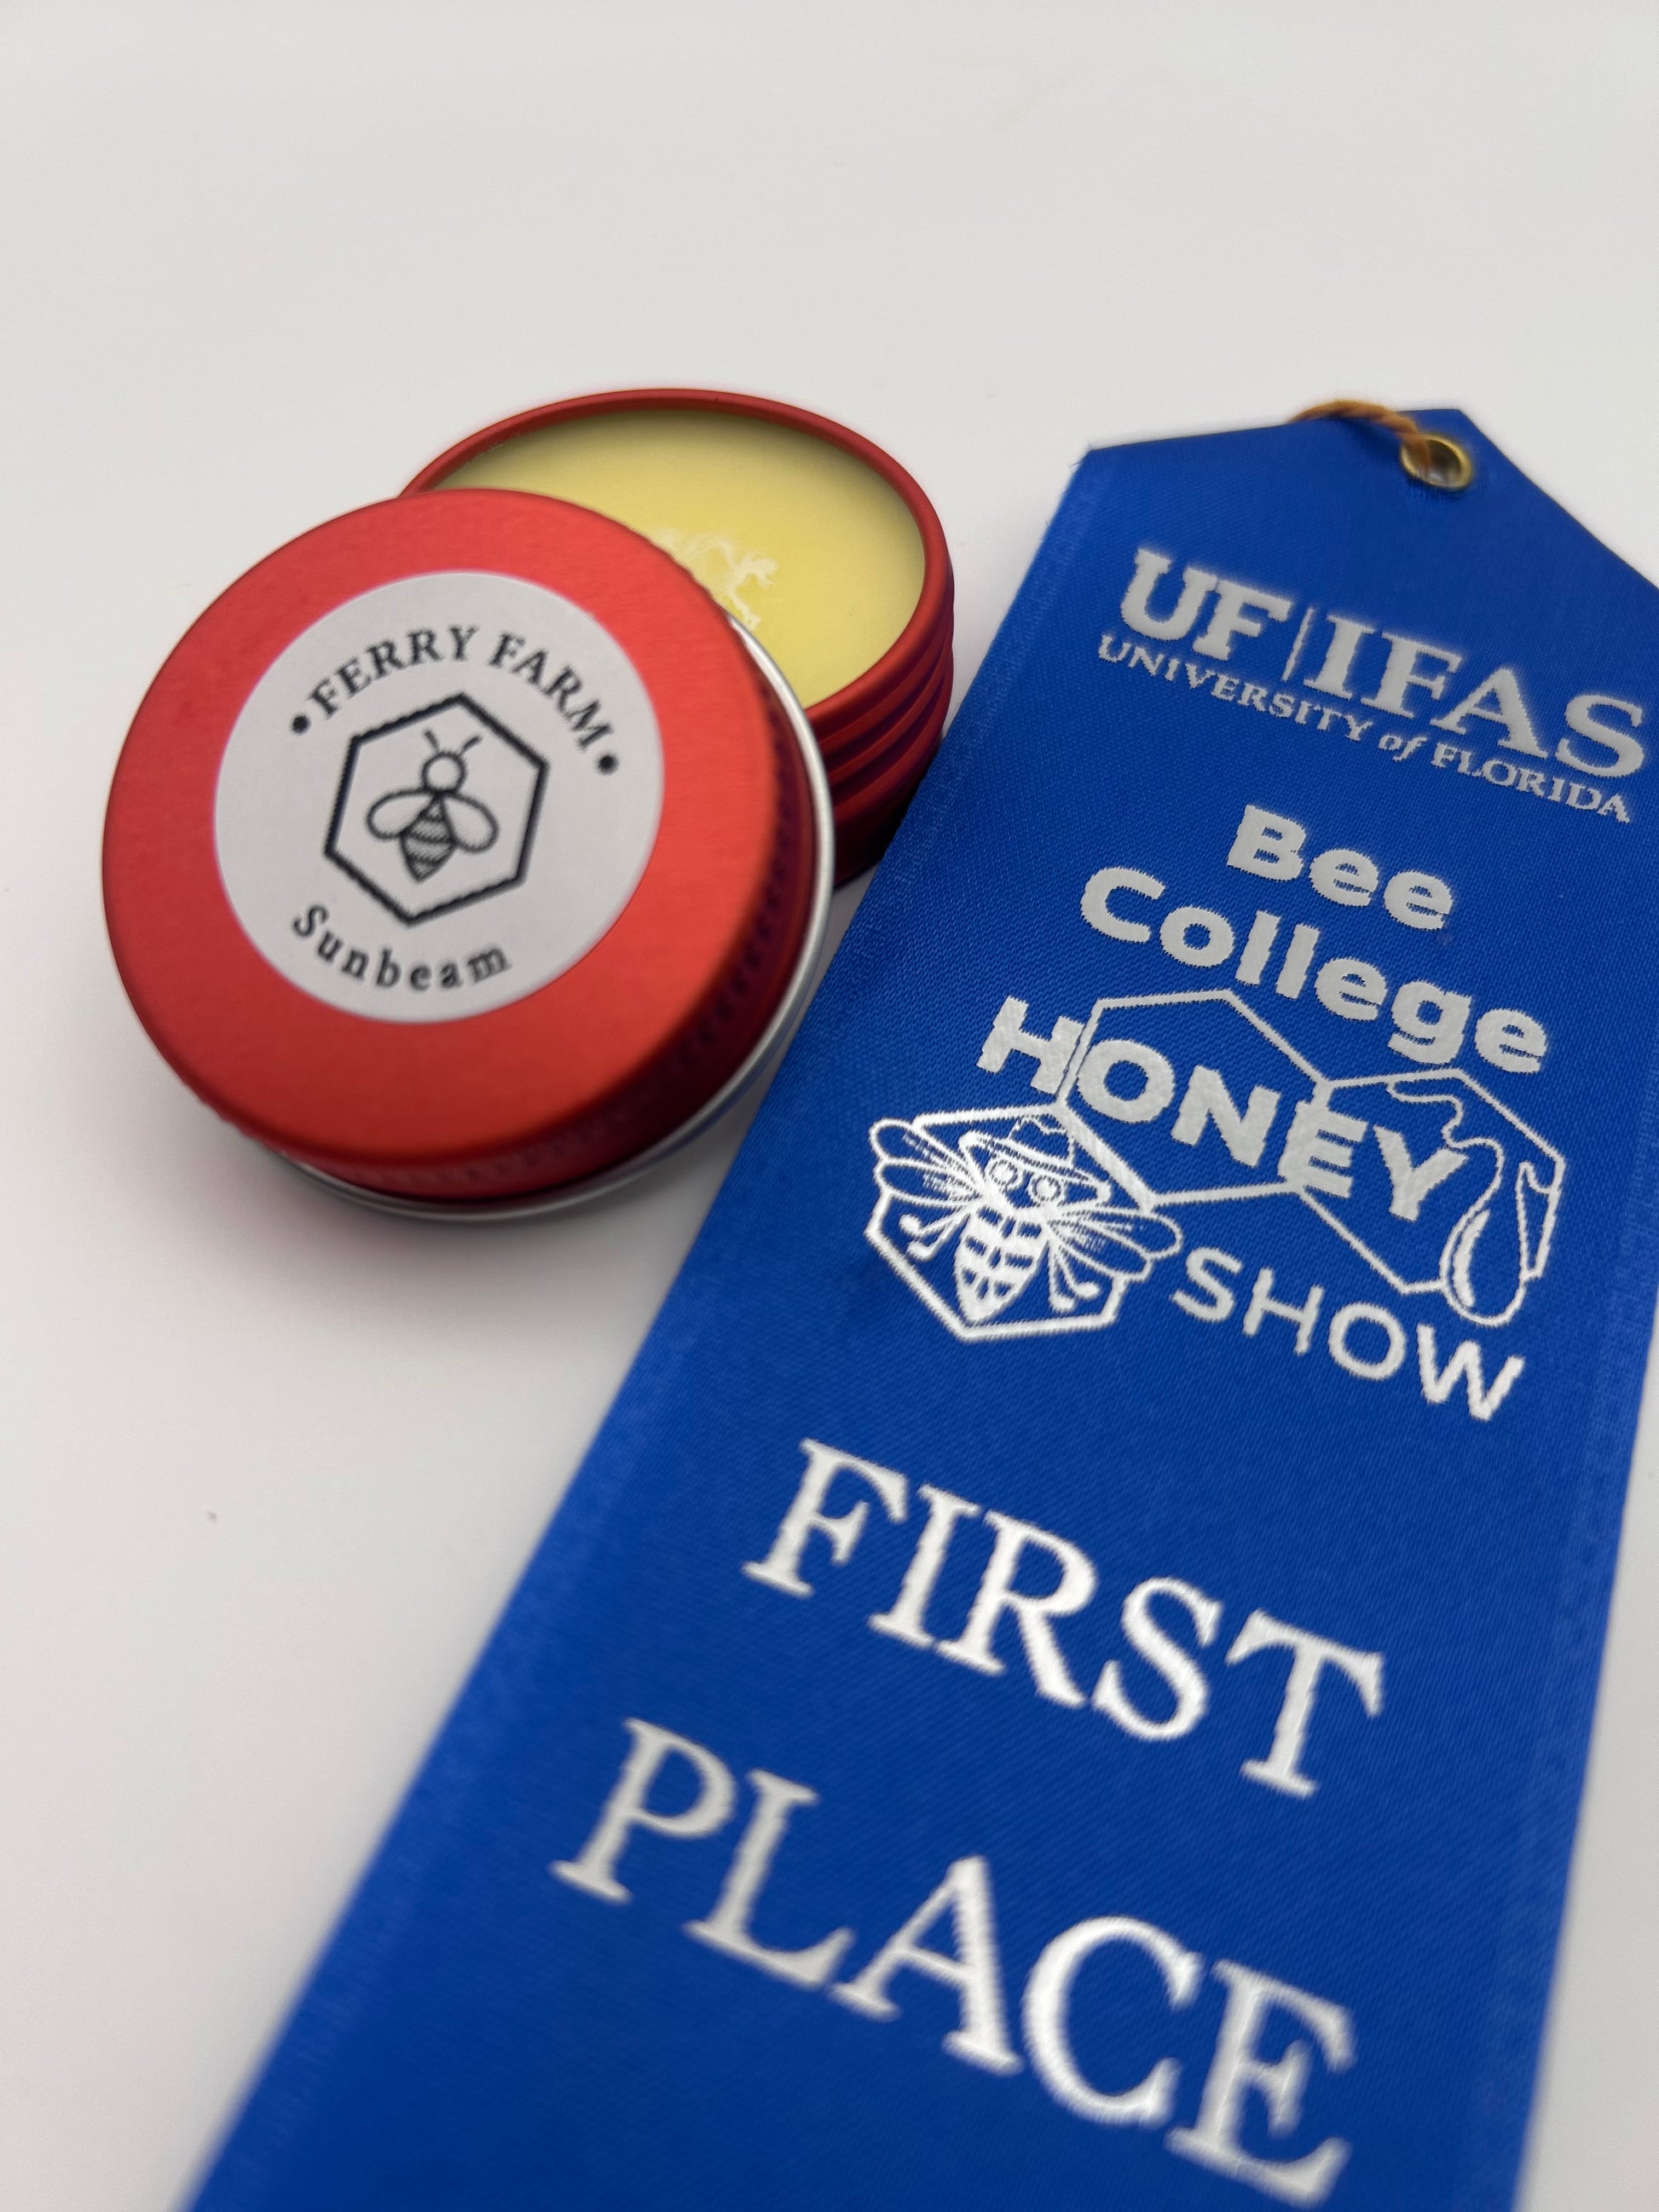 •FERRY FARM•
Sunbeam
UF|IFAS
UNIVERSITY of FLORIDA
Bee
College
HONEY
SHOW
FIRST
PLACE